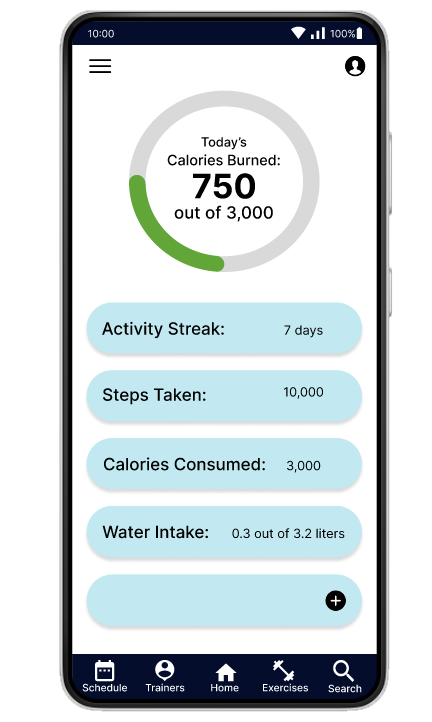 10:00 100%
Today's
Calories Burned:
750
out of 3,000
Activity Streak: 7 days
Steps Taken: 10,000
Calories Consumed: 3,000
Water Intake: 0.3 out of 3.2 liters
Schedule Trainers Home Exercises Search